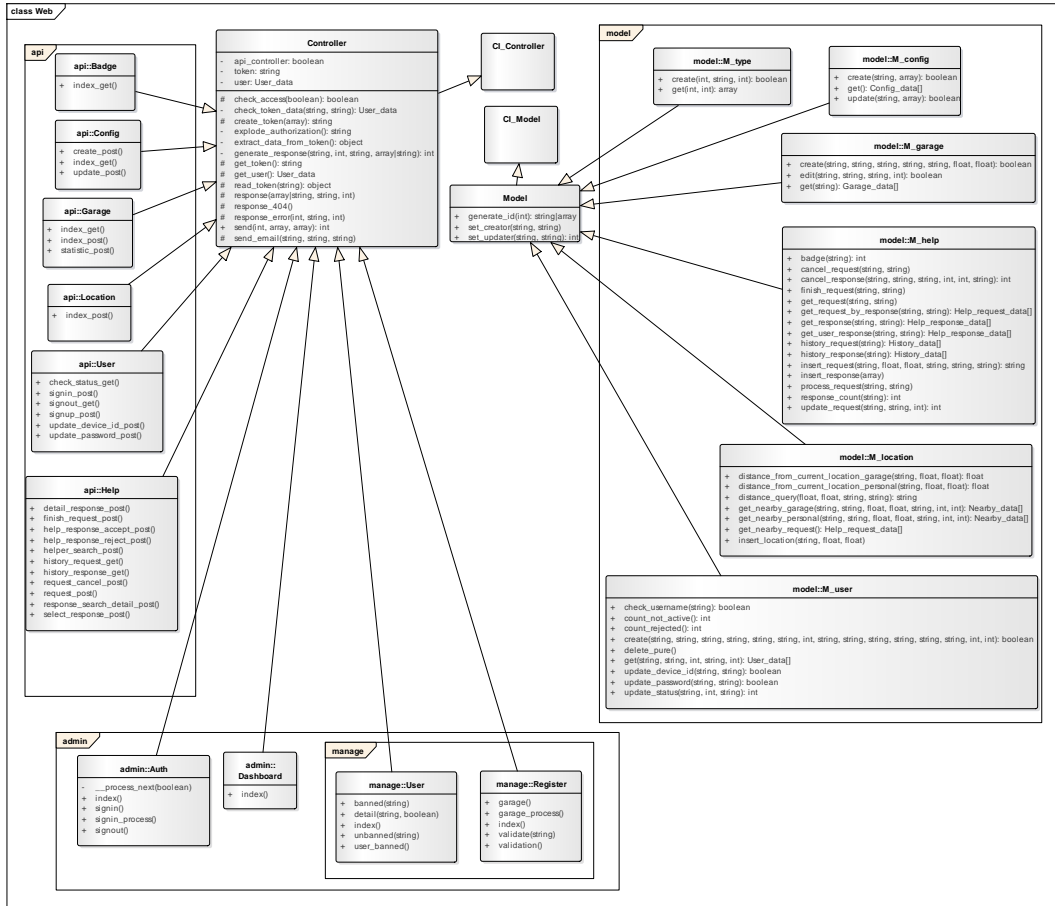 class Web
api
api::Badge
+ index_get()
api::Config
+ create_post()
+ index_get()
+ update_post()
api::Garage
+ index_get()
+ index_post()
+ statistic_post()
api::Location
+ index_post()
api::User
+ check_status_get()
+ signin_post()
+ signout_get()
+ signup_post()
+ update_device_id_post()
+ update_password_post()
api::Help
+ detail_response_post()
+ finish_request_post()
+ help_response_accept_post()
+ help_response_reject_post()
+ helper_search_post()
+ history_request_get()
+ history_response_get()
+ request_cancel_post()
+ request_post()
+ response_search_detail_post()
+ select_response_post()
Controller
- api_controller: boolean
- token: string
- user: User_data
# check_access(boolean): boolean
- check_token_data(string, string): User_data
# create_token(array): string
- explode_authorization(): string
- extract_data_from_token(): object
- generate_response(string, int, string, array|string): int
# get_token(): string
# get_user(): User_data
# read_token(string): object
# response(array|string, string, int)
# response_404()
# response_error(int, string, int)
+ send(int, array, array): int
# send_email(string, string, string)
CI_Controller
CI_Model
Model
+ generate_id(int): string|array
+ set_creator(string, string)
+ set_updater(string, string): int
model
model::M_type
+ create(int, string, int): boolean
+ get(int, int): array
model::M_config
+ create(string, array): boolean
+ get(): Config_data[]
+ update(string, array): boolean
model::M_garage
+ create(string, string, string, string, string, float, float): boolean
+ edit(string, string, string, int): boolean
+ get(string): Garage_data[]
model::M_help
+ badge(string): int
+ cancel_request(string, string)
+ cancel_response(string, string, string, int, int, string): int
+ finish_request(string, string)
+ get_request(string, string)
+ get_request_by_response(string, string): Help_request_data[]
+ get_response(string, string): Help_response_data[]
+ get_user_response(string, string): Help_response_data[]
+ history_request(string): History_data[]
+ history_response(string): History_data[]
+ insert_request(string, float, float, string, string, string): string
+ insert_response(array)
+ process_request(string, string)
+ response_count(string): int
+ update_request(string, string, int): int
model::M_location
+ distance_from_current_location_garage(string, float, float): float
+ distance_from_current_location_personal(string, float, float): float
+ distance_query(float, float, string, string): string
+ get_nearby_garage(string, string, float, float, string, int, int): Nearby_data[]
+ get_nearby_personal(string, string, float, float, string, int, int): Nearby_data[]
+ get_nearby_request(): Help_request_data[]
+ insert_location(string, float, float)
model::M_user
+ check_username(string): boolean
+ count_not_active(): int
+ count_rejected(): int
+ create(string, string, string, string, string, string, int, string, string, string, string, string, string, int, int): boolean
+ delete_pure()
+ get(string, string, int, string, int): User_data[]
+ update_device_id(string, string): boolean
+ update_password(string, string): boolean
+ update_status(string, int, string): int
admin
admin::Auth
- __process_next(boolean)
+ index()
+ signin()
+ signin_process()
+ signout()
admin::
Dashboard
+ index()
manage
manage::User
+ banned(string)
+ detail(string, boolean)
+ index()
+ unbanned(string)
+ user_banned()
manage::Register
+ garage()
+ garage_process()
+ index()
+ validate(string)
+ validation()